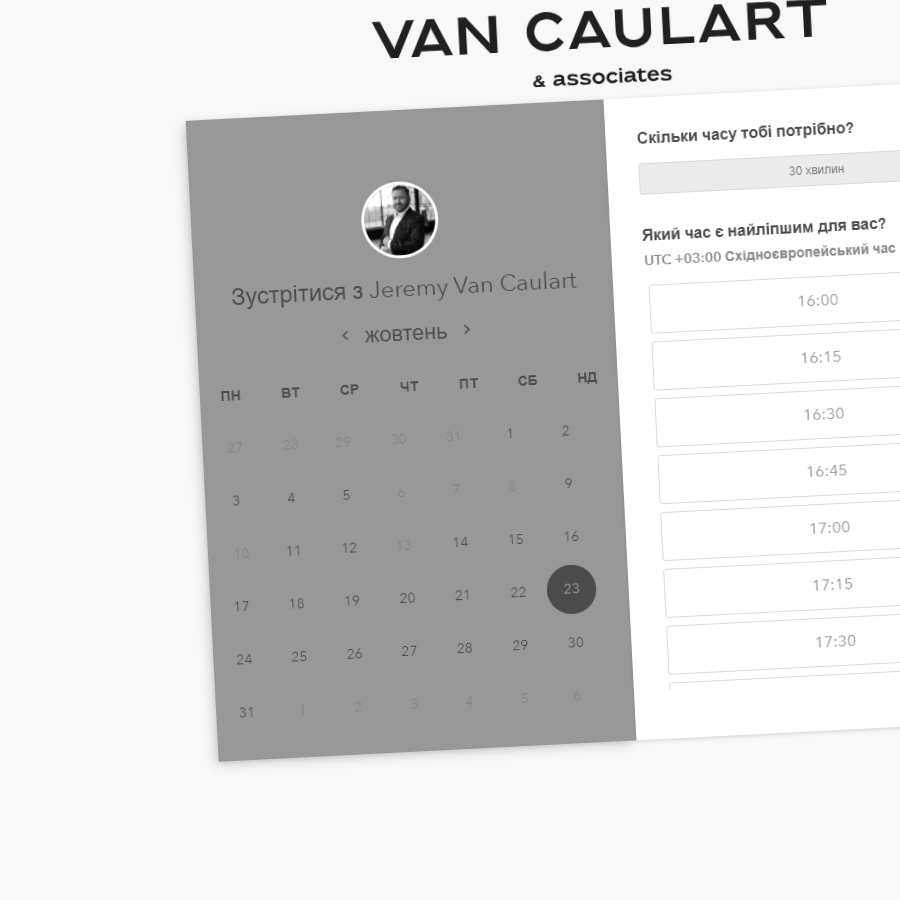 VAN CAULART
& associates
Зустрітися з Jeremy Van Caulart
‹ жовтень ›
ПН ВТ СР ЧТ ПТ СБ НД
27 28 29 30 31 1 2
3 4 5 6 7 8 9
10 11 12 13 14 15 16
17 18 19 20 21 22 23
24 25 26 27 28 29 30
31 1 2 3 4 5 6
Скільки часу тобі потрібно?
30 хвилин
Який час є найліпшим для вас?
UTC +03:00 Східноєвропейський час
16:00
16:15
16:30
16:45
17:00
17:15
17:30